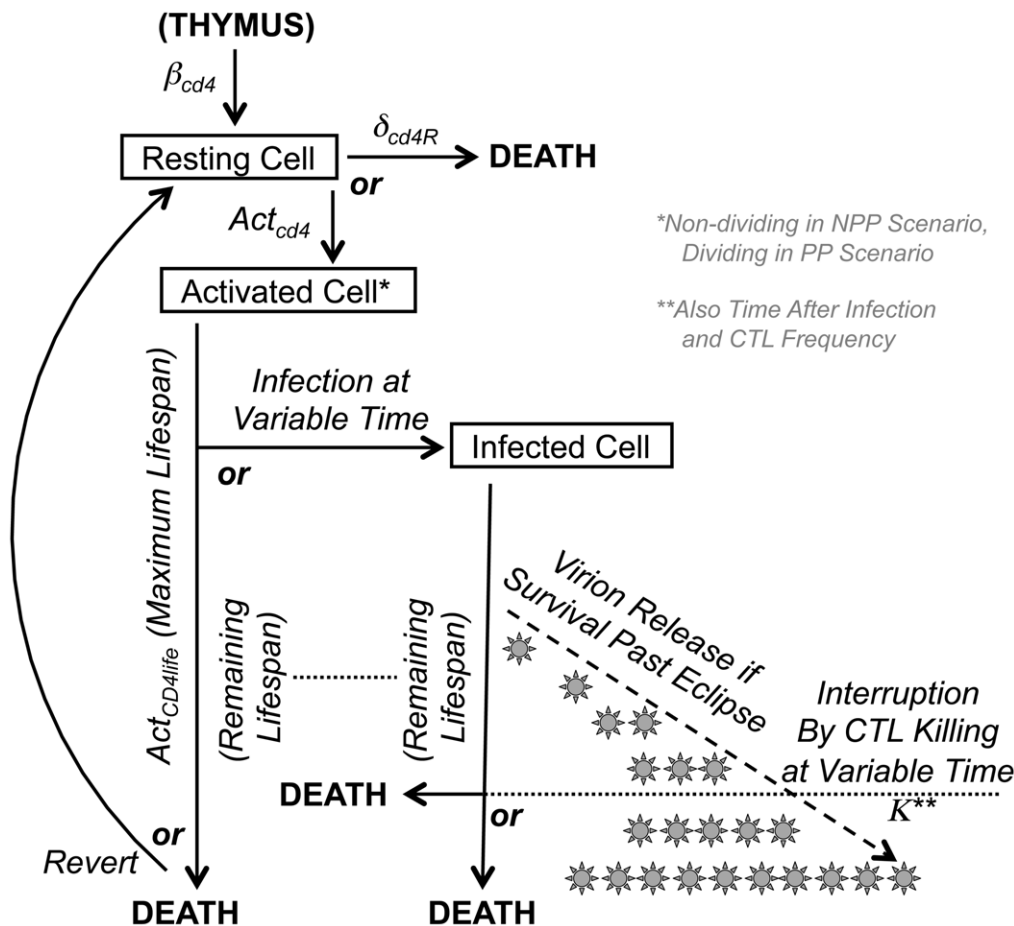 (THYMUS)
βcd4
Resting Cell
δcd4R
DEATH
or
Actcd4
Activated Cell*
*Non-dividing in NPP Scenario,
Dividing in PP Scenario
**Also Time After Infection
and CTL Frequency
Infection at
Variable Time
or
Infected Cell
ActCD4life (Maximum Lifespan)
(Remaining
Lifespan)
(Remaining
Lifespan)
Virion Release if
Survival Past Eclipse
Interruption
By CTL Killing
at Variable Time
K**
DEATH
or
or
Revert
DEATH
DEATH